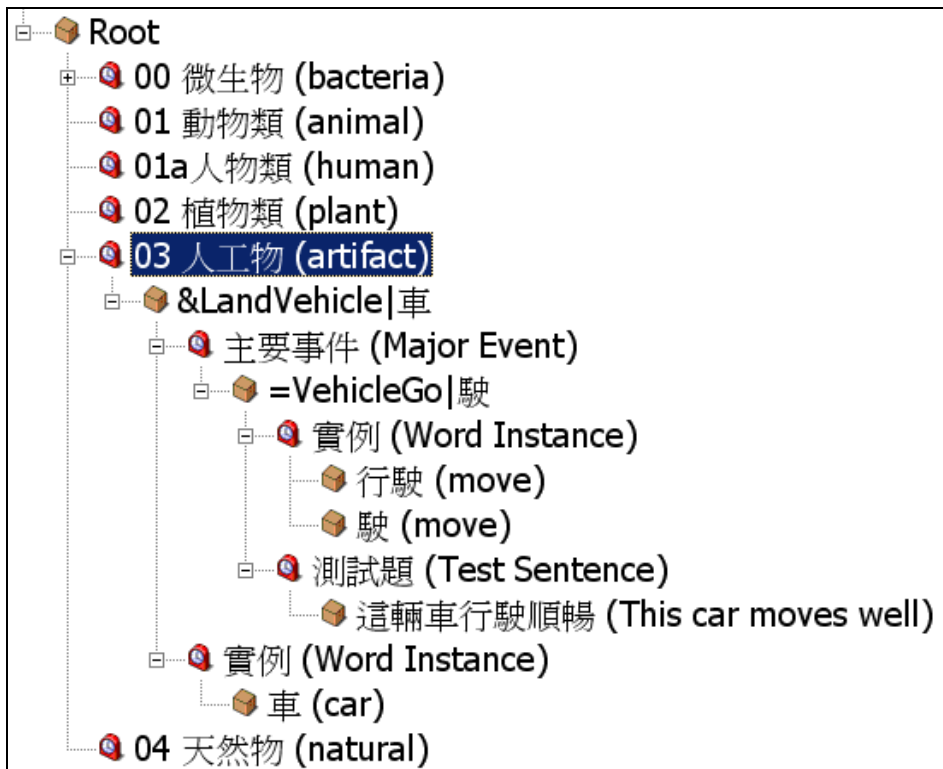 Root
00 微生物 (bacteria)
01 動物類 (animal)
01a人物類 (human)
02 植物類 (plant)
03 人工物 (artifact)
&LandVehicle|車
主要事件 (Major Event)
=VehicleGo|駛
實例 (Word Instance)
行駛 (move)
駛 (move)
測試題 (Test Sentence)
這輛車行駛順暢 (This car moves well)
實例 (Word Instance)
車 (car)
04 天然物 (natural)